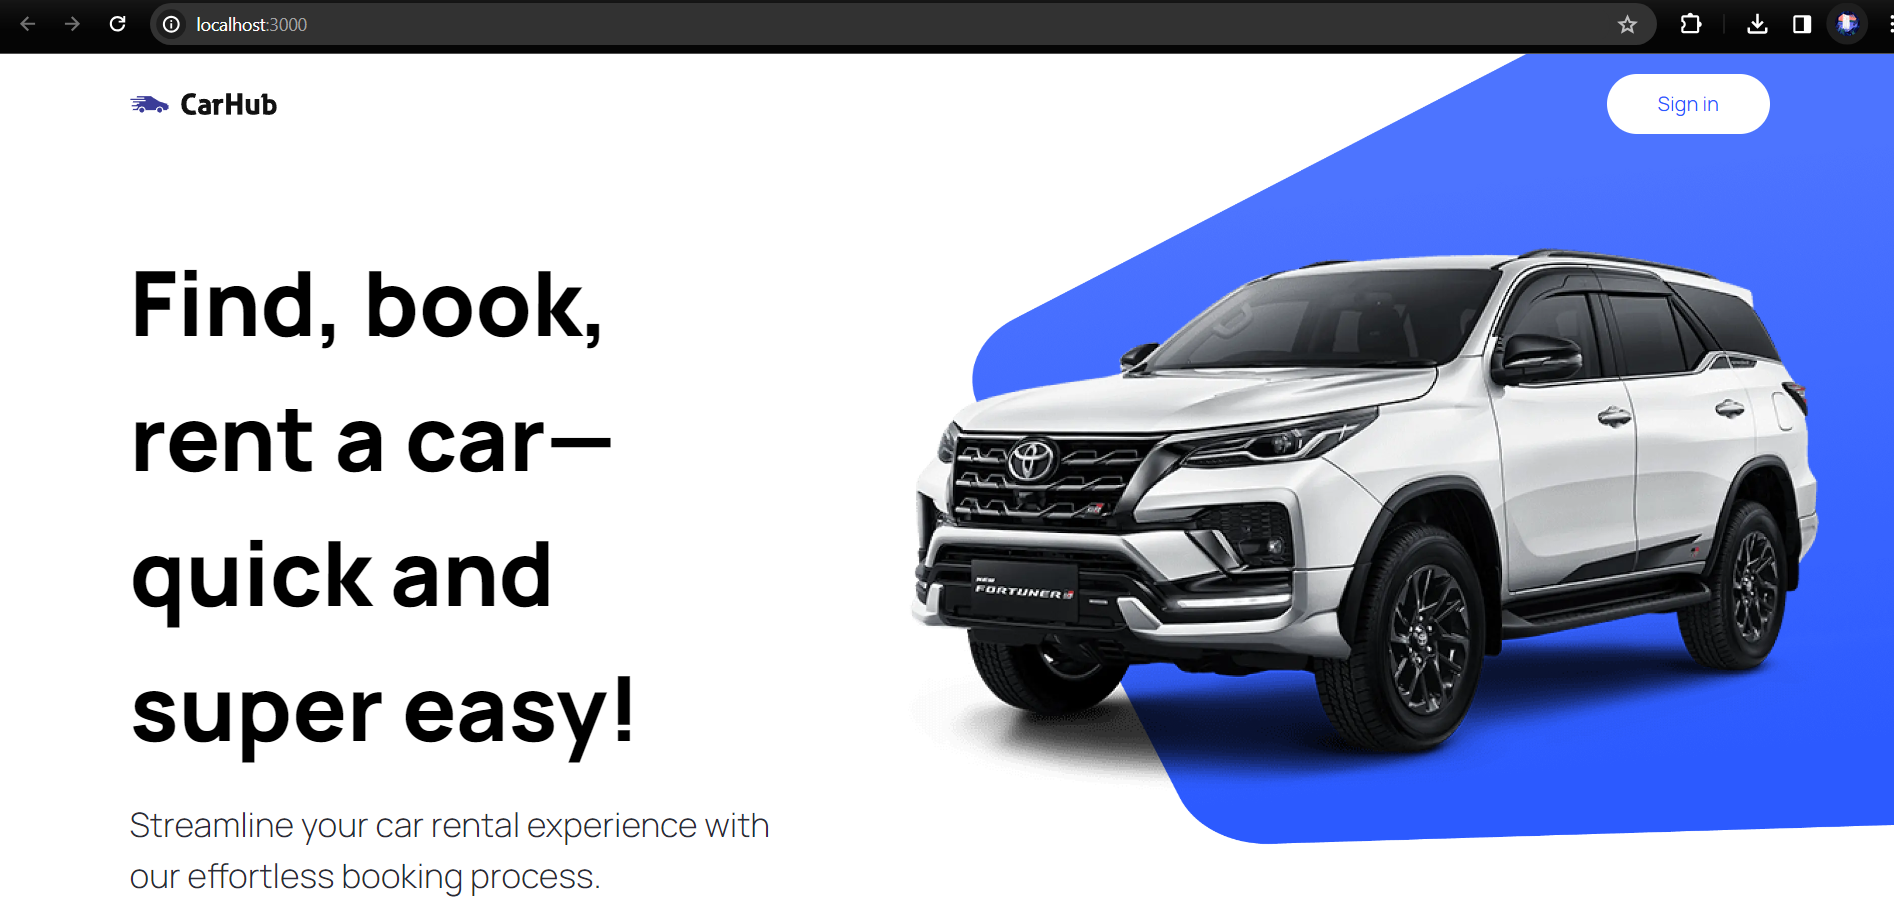 localhost:3000
CarHub
Sign in
Find, book,
rent a car—
quick and
super easy!
Streamline your car rental experience with
our effortless booking process.
NEW
FORTUNER GR